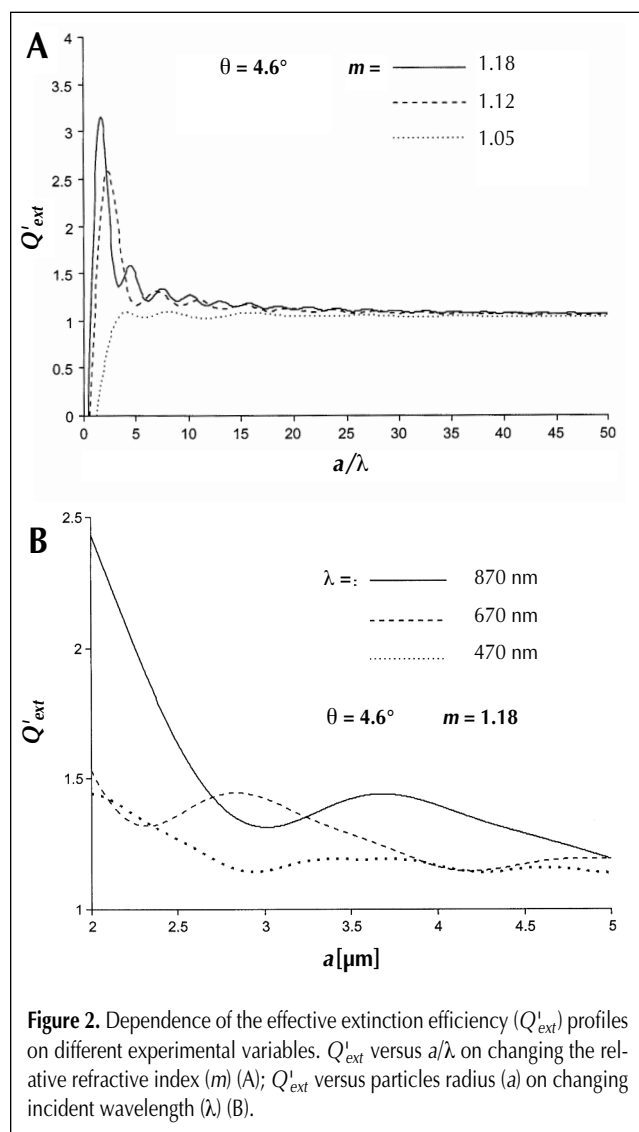 A
θ = 4.6° m = 1.18
1.12
1.05
4
3.5
3
2.5
2
1.5
1
0.5
0
Q'ext
0 5 10 15 20 25 30 35 40 45 50
a/λ
B
λ =: 870 nm
670 nm
470 nm
θ = 4.6° m = 1.18
2.5
2
1.5
1
Q'ext
2 2.5 3 3.5 4 4.5 5
a[µm]
Figure 2. Dependence of the effective extinction efficiency (Q'ext) profiles
on different experimental variables. Q'ext versus a/λ on changing the rel-
ative refractive index (m) (A); Q'ext versus particles radius (a) on changing
incident wavelength (λ) (B).